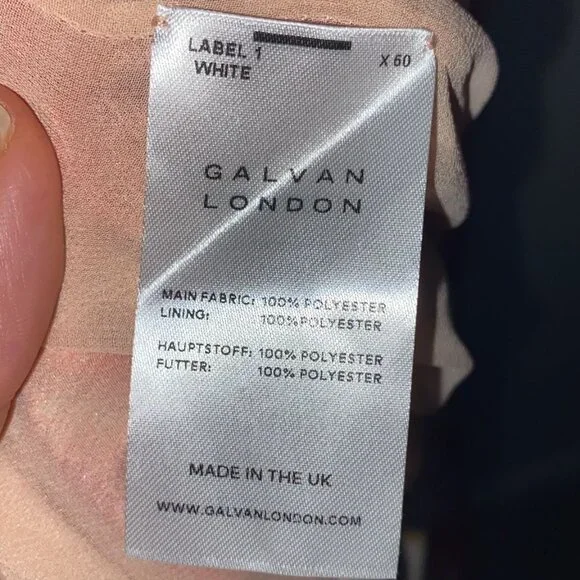 LABEL 1
WHITE
X 60
GALVAN
LONDON
MAIN FABRIC: 100% POLYESTER
LINING: 100% POLYESTER
HAUPTSTOFF: 100% POLYESTER
FUTTER: 100% POLYESTER
MADE IN THE UK
WWW.GALVANLONDON.COM